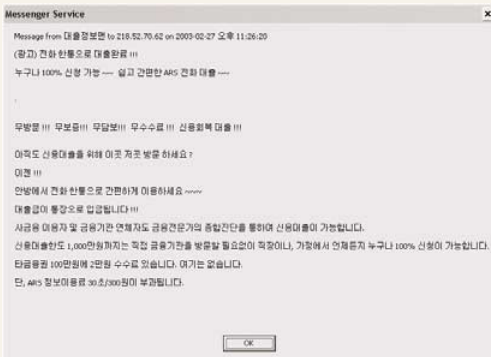 Messenger Service
x
Message from 대출정보면 to 218.52.70.62 on 2003-02-27 오후 11:26:20
(광고) 전화 한통으로 대출완료 !!!
누구나 100% 신청 가능 ~~~ 쉽고 간편한 ARS 전화 대출 ~~~
.
무방문 !!! 무보증!!! 무담보!!! 무수수료 !!! 신용회복 대출 !!!
아직도 신용대출을 위해 이곳 저곳 방문 하세요 ?
이젠 !!!
안방에서 전화 한통으로 간편하게 이용하세요 ~~~~
대출금이 통장으로 입금됩니다 !!!
사금융 이용자 및 금융기관 연체자도 금융전문가의 종합진단을 통하여 신용대출이 가능합니다.
신용대출한도 1,000만원까지는 직접 금융기관을 방문할 필요없이 직장이나, 가정에서 언제든지 누구나 100% 신청이 가능합니다.
타금융권 100만원에 2만원 수수료 있습니다. 여기는 없습니다.
단, ARS 정보이용료 30초/300원이 부과됩니다.
OK